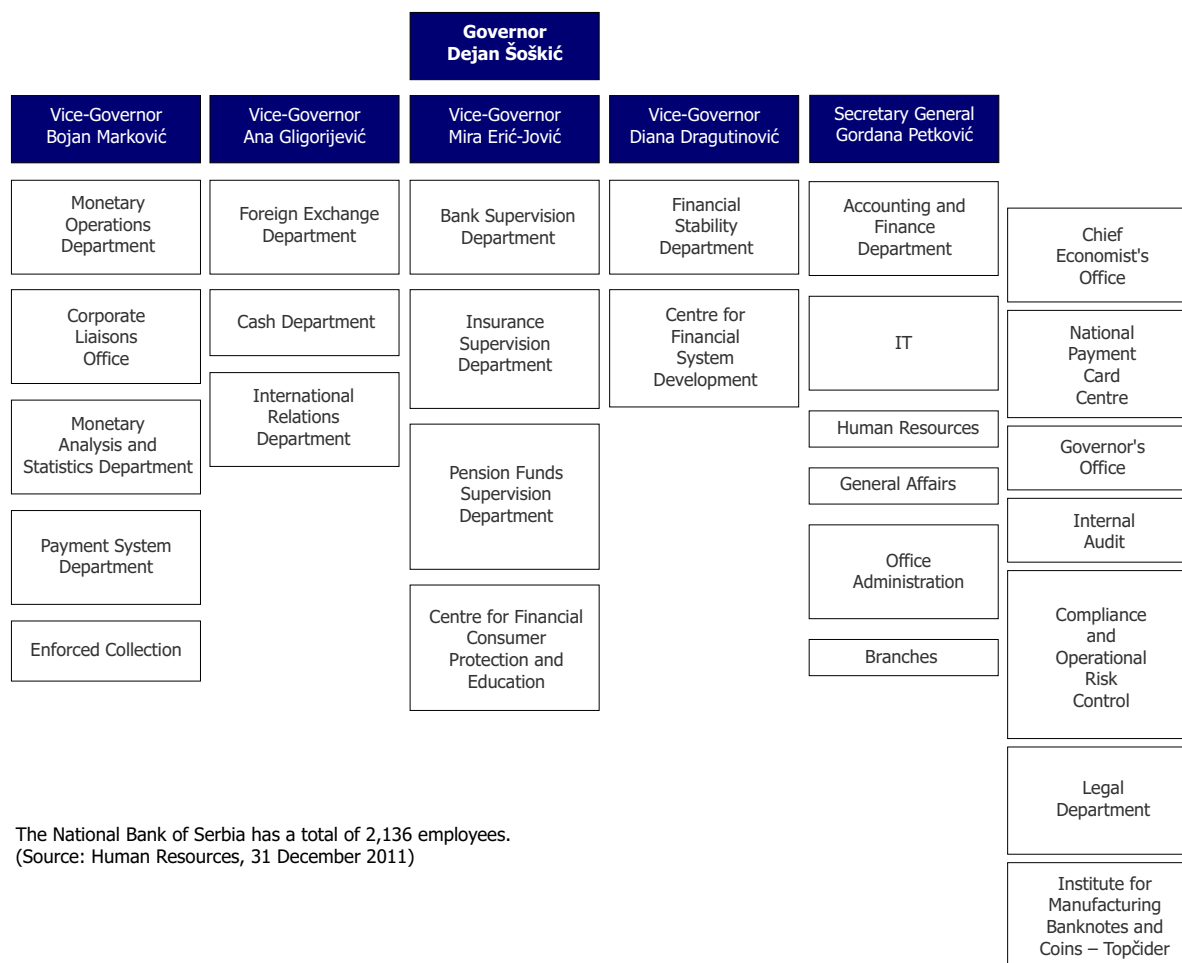 Governor
Dejan Šoškić
Vice-Governor
Bojan Marković
Vice-Governor
Ana Gligorijević
Vice-Governor
Mira Erić-Jović
Vice-Governor
Diana Dragutinović
Secretary General
Gordana Petković
Monetary
Operations
Department
Corporate
Liaisons
Office
Monetary
Analysis and
Statistics Department
Payment System
Department
Enforced Collection
Foreign Exchange
Department
Cash Department
International
Relations
Department
Bank Supervision
Department
Insurance
Supervision
Department
Pension Funds
Supervision
Department
Centre for Financial
Consumer
Protection and
Education
Financial
Stability
Department
Centre for
Financial
System
Development
Accounting and
Finance
Department
IT
Human Resources
General Affairs
Office
Administration
Branches
Chief
Economist's
Office
National
Payment
Card
Centre
Governor's
Office
Internal
Audit
Compliance
and
Operational
Risk
Control
Legal
Department
Institute for
Manufacturing
Banknotes and
Coins – Topčider
The National Bank of Serbia has a total of 2,136 employees.
(Source: Human Resources, 31 December 2011)